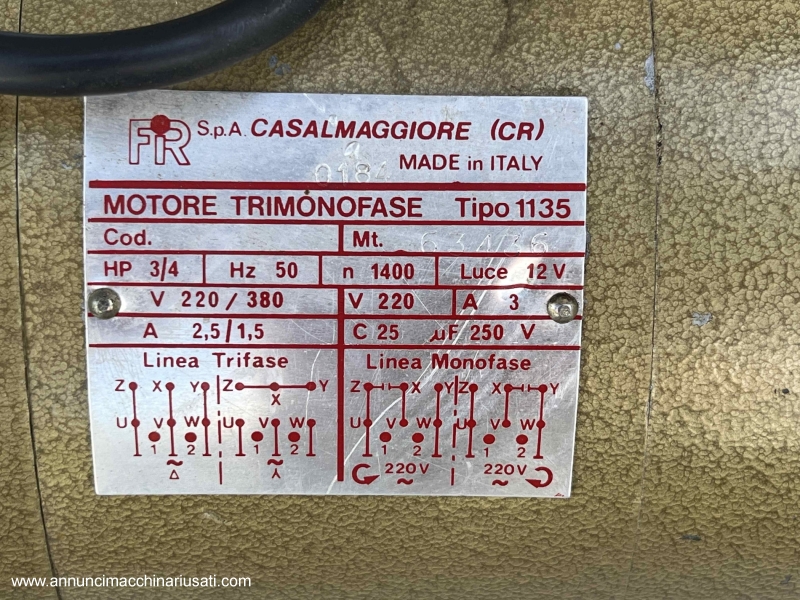 FIR S.p.A. CASALMAGGIORE (CR)
MADE in ITALY
0184
MOTORE TRIMONOFASE Tipo 1135
Cod. Mt.
HP 3/4 Hz 50 n 1400 Luce 12 V
V 220 / 380 V 220 A 3
A 2,5/1,5 C 25 µF 250 V
Linea Trifase Linea Monofase
Z X Y Z X Y Z X Y Z X Y
U V W U V W U V W U V W
1 2 1 2 1 2 1 2
~ ~ 220V 220V
Δ Y ~ ~
www.annuncimacchinariusati.com